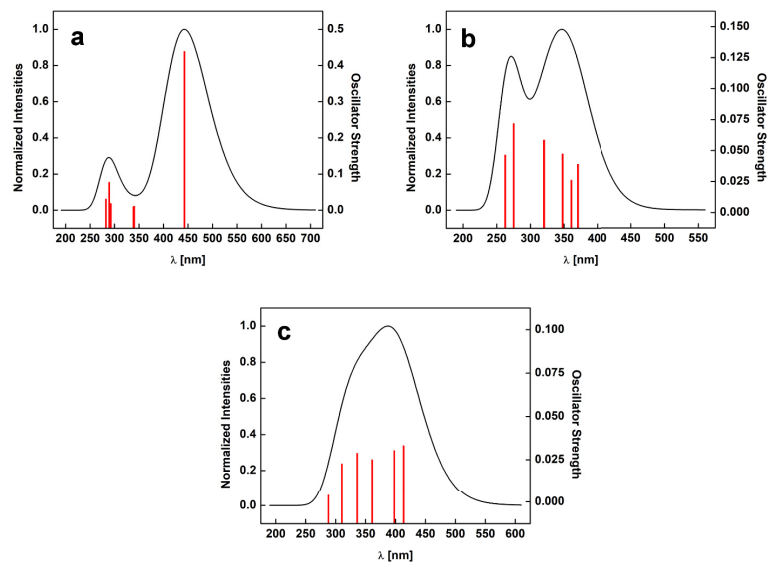 a
Normalized Intensities
1.0
0.8
0.6
0.4
0.2
0.0
0.5
0.4
0.3
0.2
0.1
0.0
Oscillator Strength
200 250 300 350 400 450 500 550 600 650 700
λ [nm]
b
Normalized Intensities
1.0
0.8
0.6
0.4
0.2
0.0
0.150
0.125
0.100
0.075
0.050
0.025
0.000
Oscillator Strength
200 250 300 350 400 450 500 550
λ [nm]
c
Normalized Intensities
1.0
0.8
0.6
0.4
0.2
0.0
0.100
0.075
0.050
0.025
0.000
Oscillator Strength
200 250 300 350 400 450 500 550 600
λ [nm]